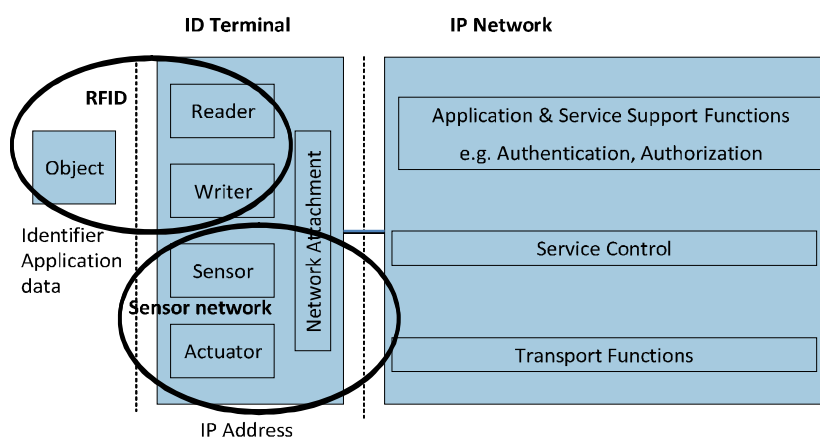 ID Terminal
IP Network
RFID
Reader
Object
Writer
Identifier
Application
data
Sensor
Sensor network
Actuator
Network Attachment
IP Address
Application & Service Support Functions
e.g. Authentication, Authorization
Service Control
Transport Functions